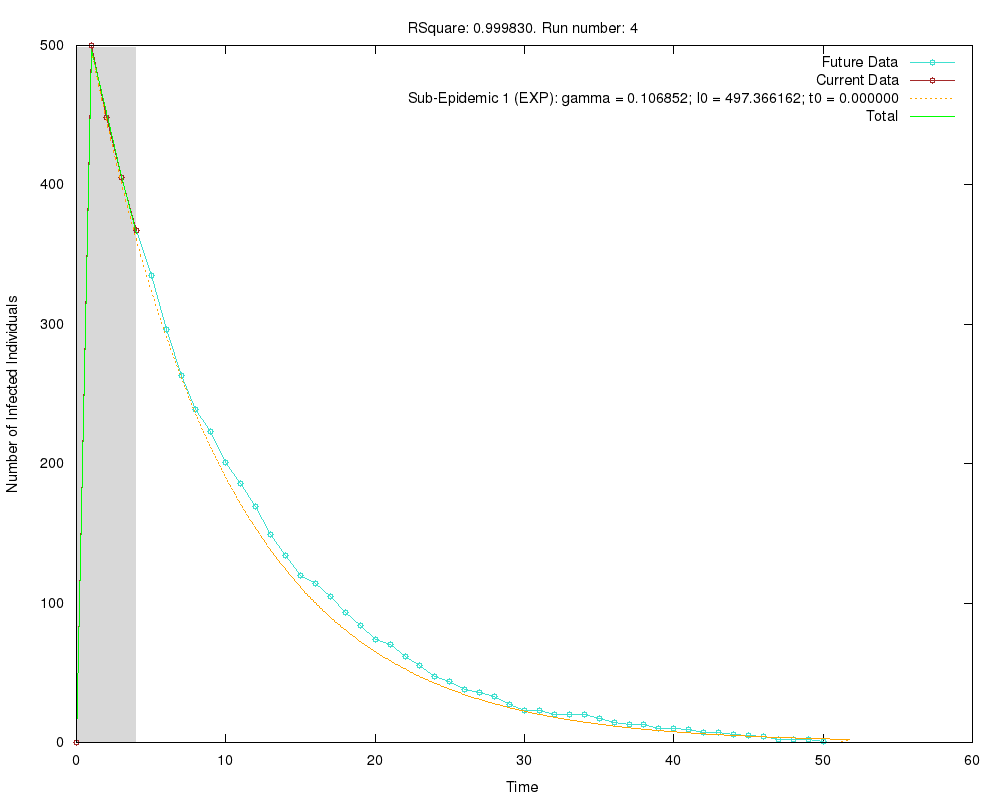 RSquare: 0.999830. Run number: 4
Future Data
Current Data
Sub-Epidemic 1 (EXP): gamma = 0.106852; I0 = 497.366162; t0 = 0.000000
Total
500
400
300
200
100
0
Number of Infected Individuals
0 10 20 30 40 50 60
Time